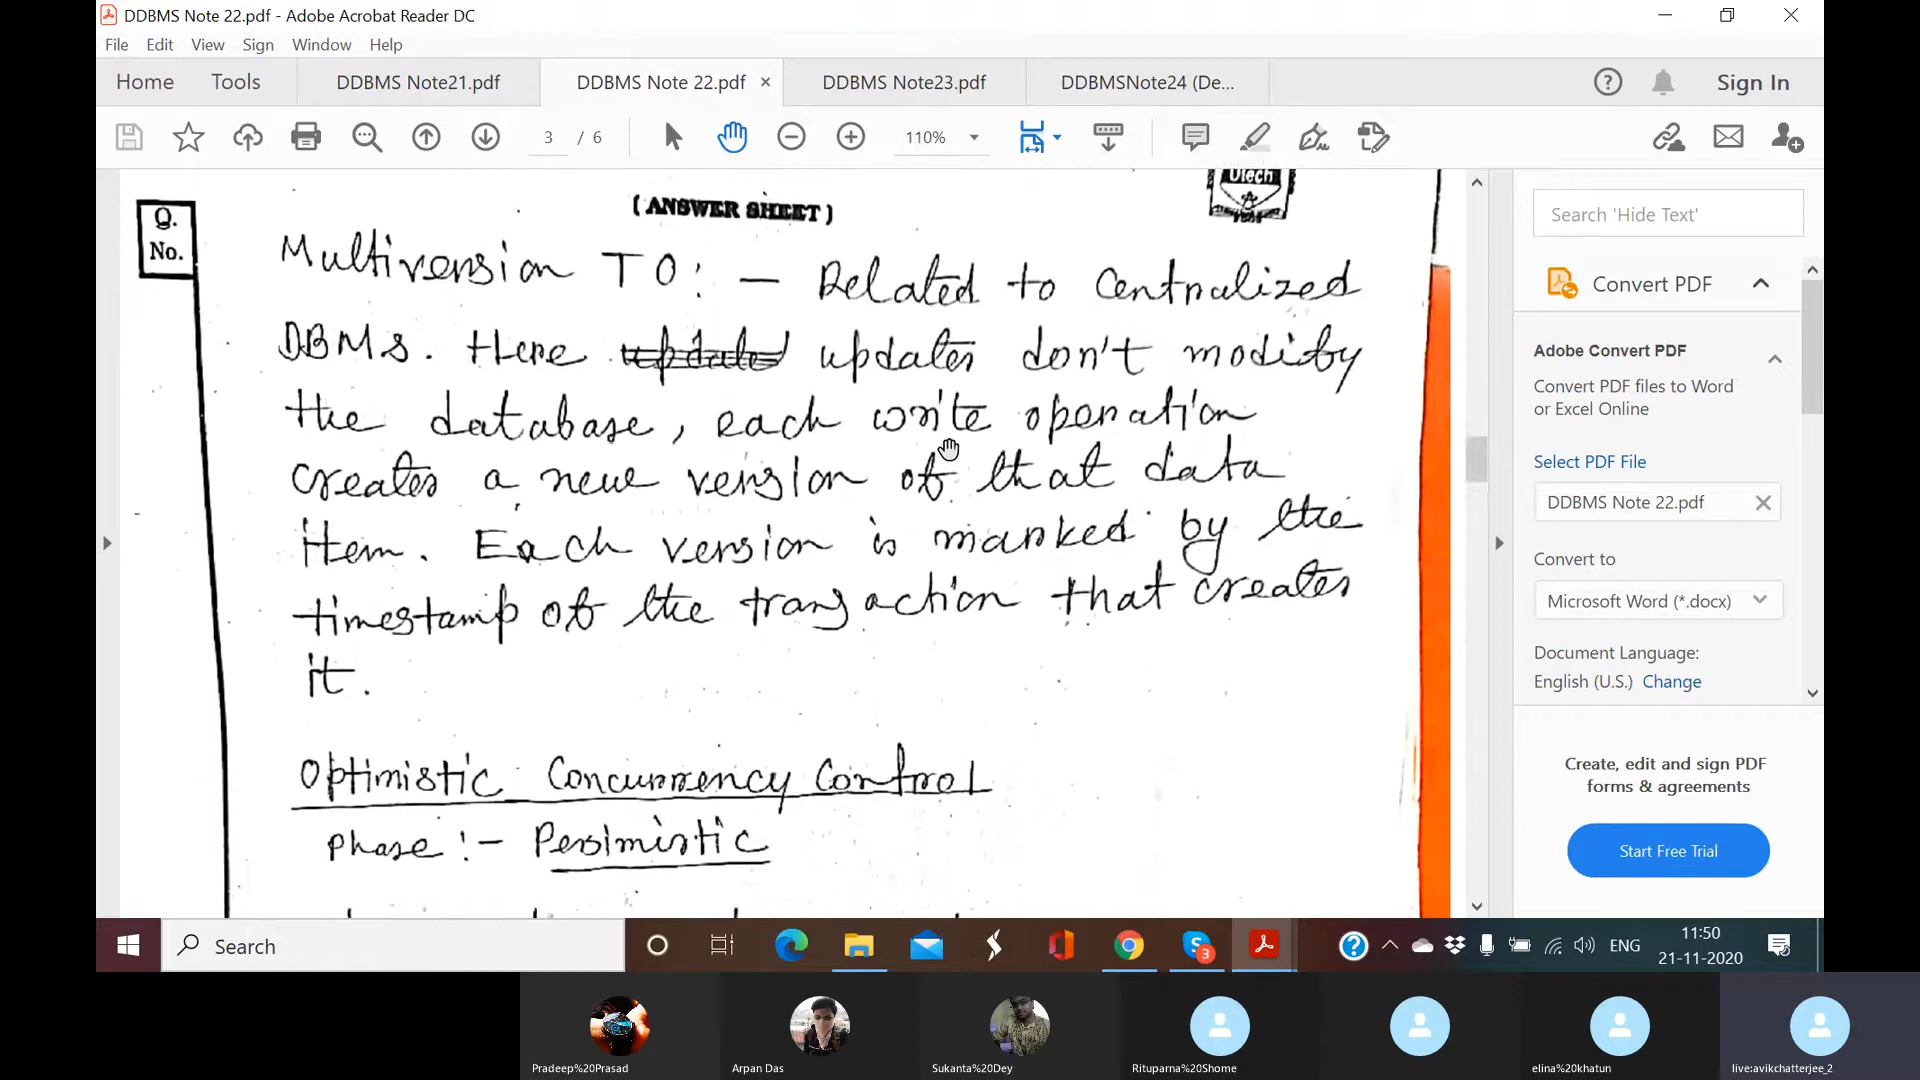 DDBMS Note 22.pdf - Adobe Acrobat Reader DC
File Edit View Sign Window Help
Home Tools DDBMS Note21.pdf DDBMS Note 22.pdf × DDBMS Note23.pdf DDBMSNote24 (De... Sign In
3 / 6 110%
Utech
( ANSWER SHEET )
Q.
No.
Multiversion TO :- Related to Centralized
DBMS. Here updates updates don't modify
the database, each write operation
creates a new version of that data
item. Each version is marked by the
timestamp of the transaction that creates
it.
Optimistic Concurrency Control
Phase :- Pessimistic
Search 'Hide Text'
Convert PDF
Adobe Convert PDF
Convert PDF files to Word
or Excel Online
Select PDF File
DDBMS Note 22.pdf
Convert to
Microsoft Word (*.docx)
Document Language:
English (U.S.) Change
Create, edit and sign PDF
forms & agreements
Start Free Trial
Search
3
ENG
11:50
21-11-2020
Pradeep%20Prasad Arpan Das Sukanta%20Dey Rituparna%20Shome elina%20khatun live:avikchatterjee_2